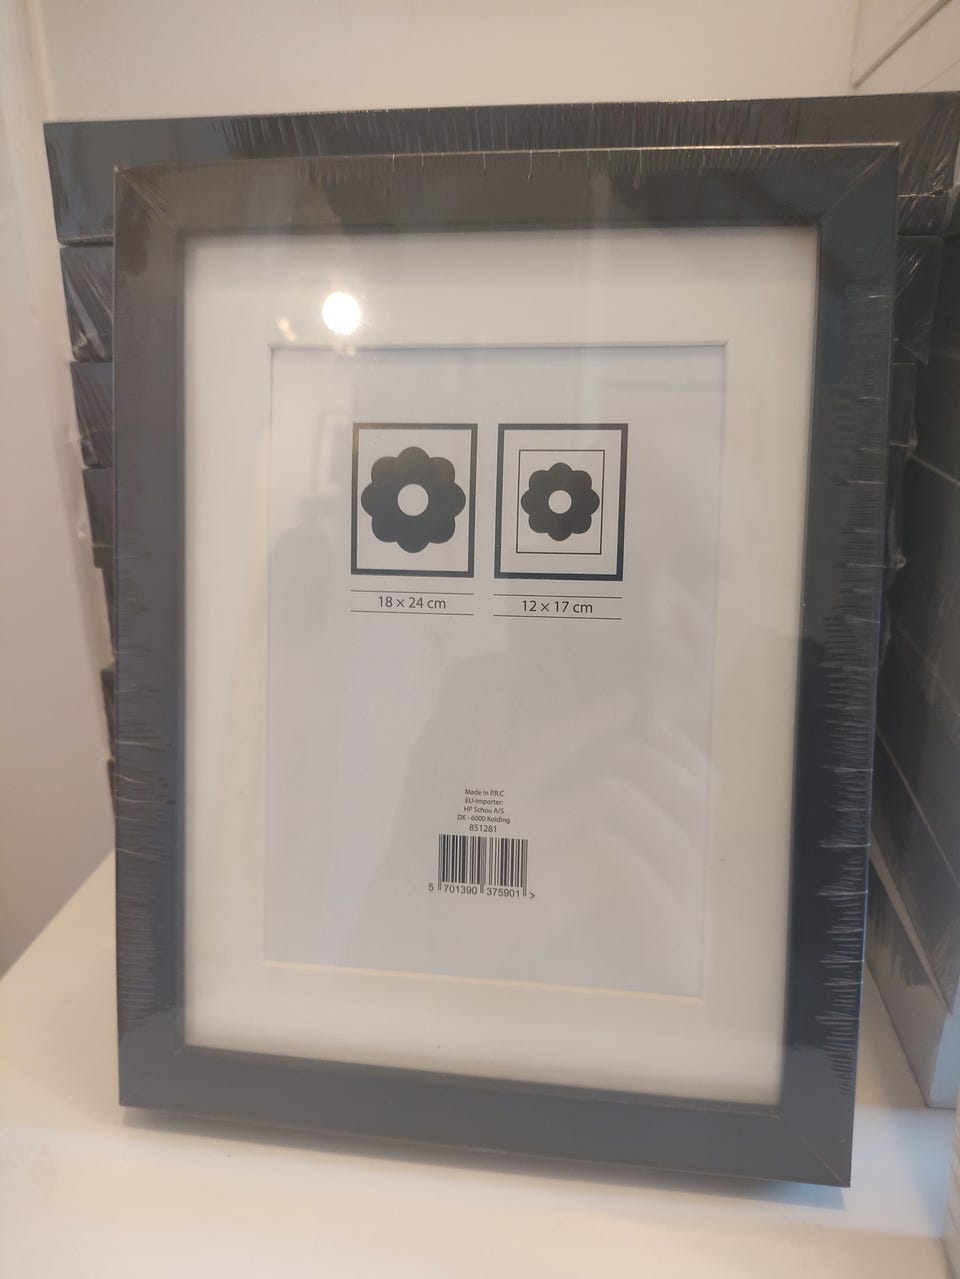 18 × 24 cm
12 × 17 cm
Made in P.R.C
EU-importer:
HP Schou A/S
DK - 6000 Kolding
851281
5 701390 375901 >